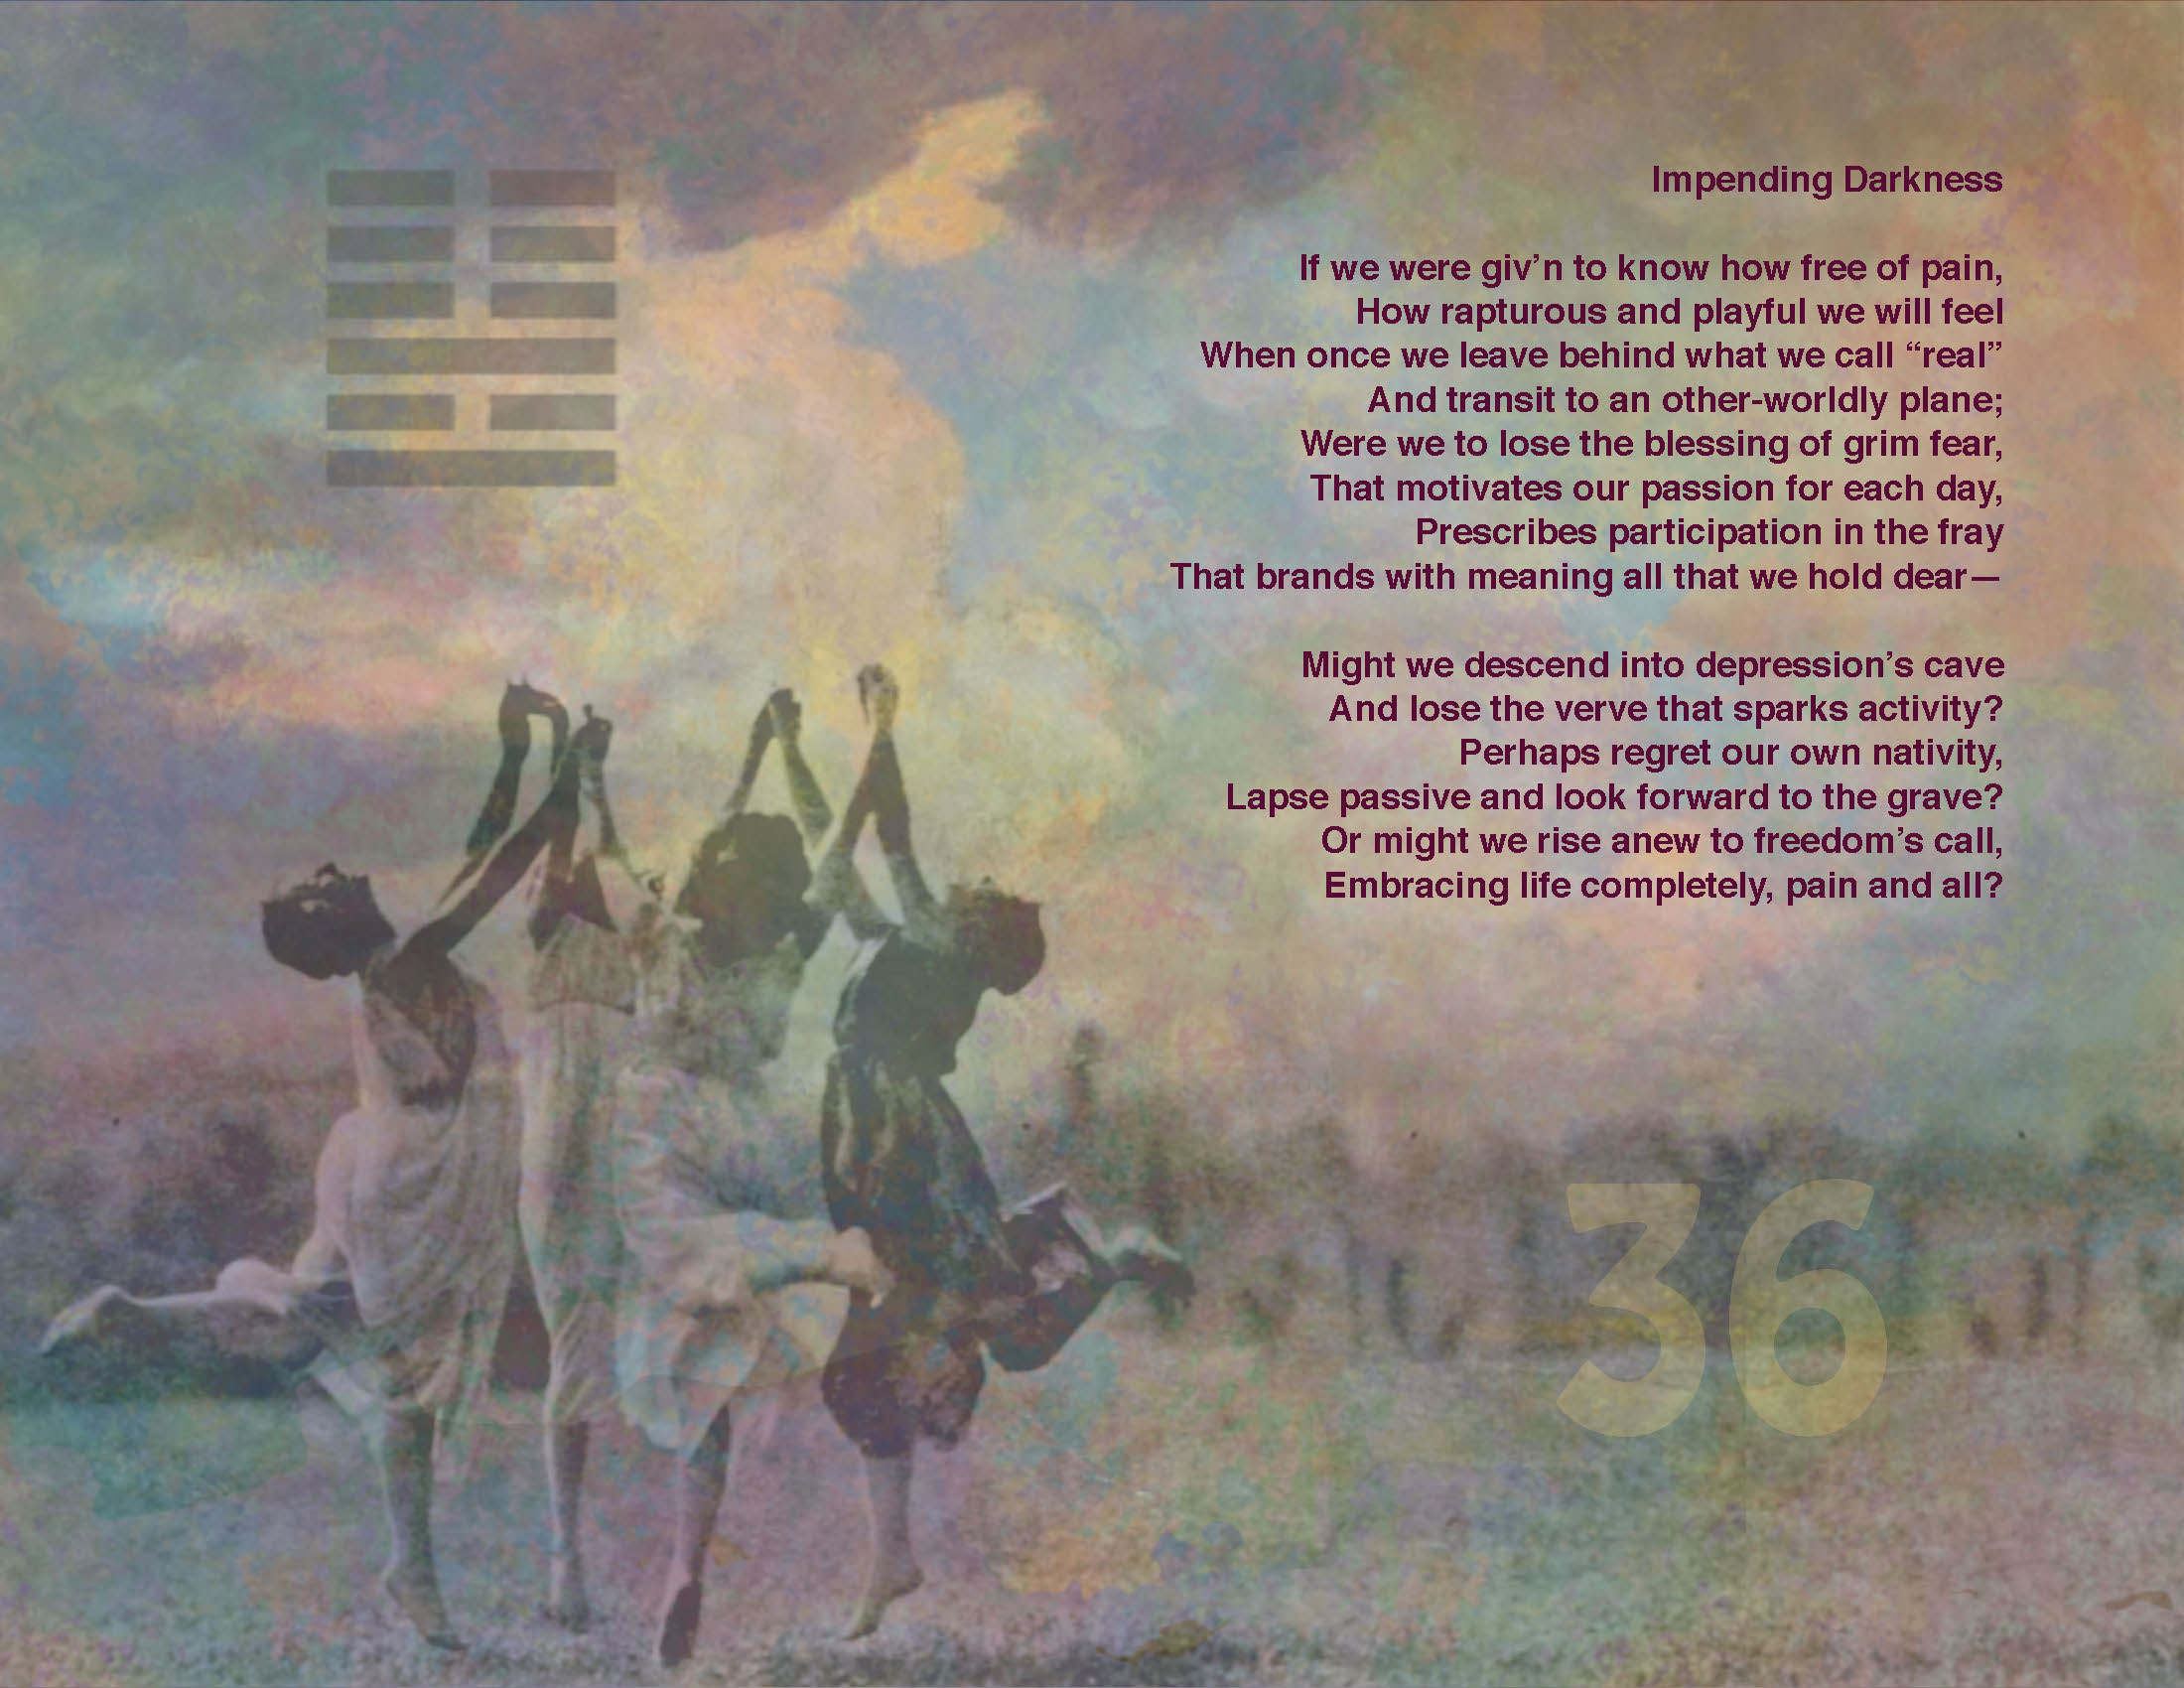 Impending Darkness
If we were giv’n to know how free of pain,
How rapturous and playful we will feel
When once we leave behind what we call “real”
And transit to an other-worldly plane;
Were we to lose the blessing of grim fear,
That motivates our passion for each day,
Prescribes participation in the fray
That brands with meaning all that we hold dear—
Might we descend into depression’s cave
And lose the verve that sparks activity?
Perhaps regret our own nativity,
Lapse passive and look forward to the grave?
Or might we rise anew to freedom’s call,
Embracing life completely, pain and all?
36